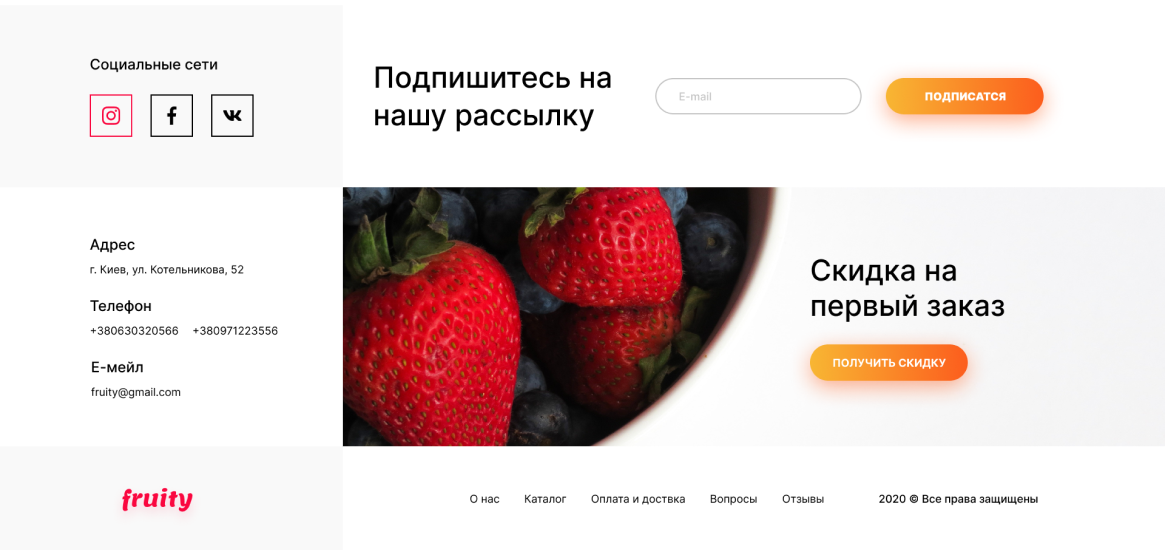 Социальные сети
Подпишитесь на
нашу рассылку
E-mail
ПОДПИСАТСЯ
Адрес
г. Киев, ул. Котельникова, 52
Телефон
+380630320566 +380971223556
Е-мейл
fruity@gmail.com
Скидка на
первый заказ
ПОЛУЧИТЬ СКИДКУ
fruity
О нас Каталог Оплата и доствка Вопросы Отзывы 2020 © Все права защищены